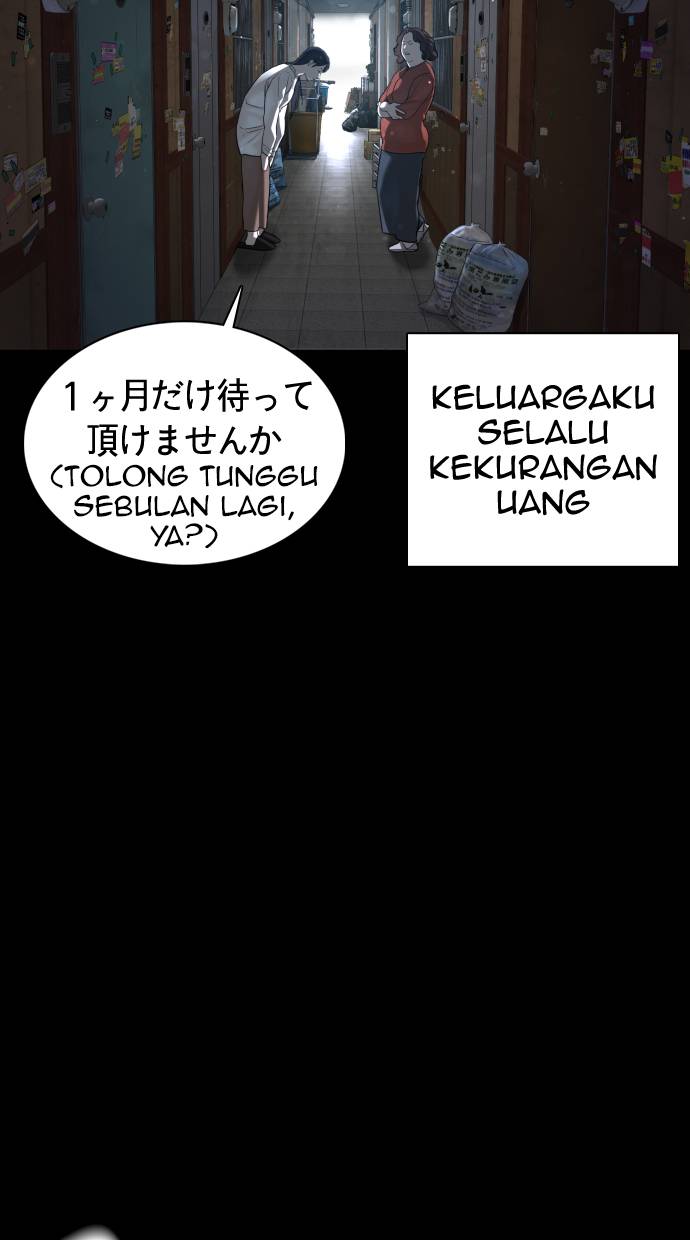 １ヶ月だけ待って
頂けませんか
(TOLONG TUNGGU
SEBULAN LAGI,
YA?)
KELUARGAKU
SELALU
KEKURANGAN
UANG